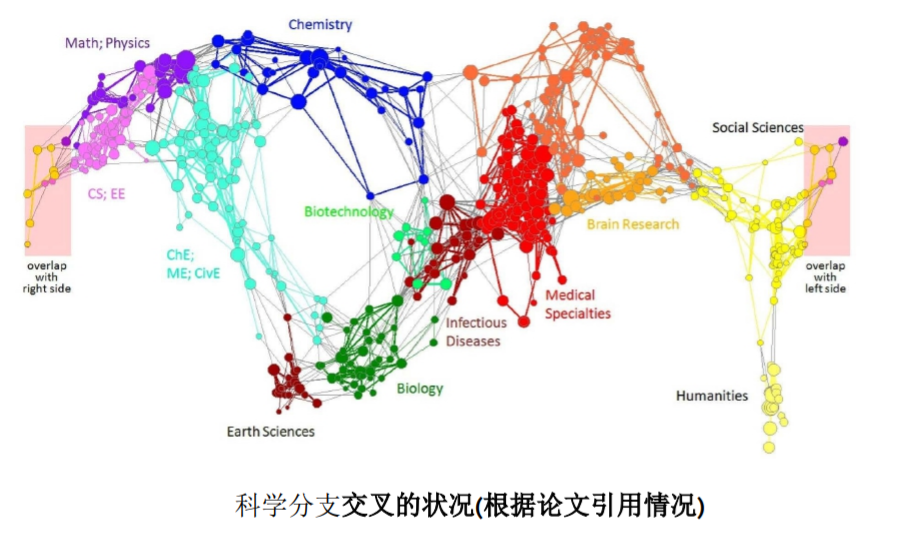 Chemistry
Math; Physics
Social Sciences
CS; EE
Biotechnology
Brain Research
ChE;
ME; CivE
overlap
with
right side
overlap
with
left side
Medical
Specialties
Infectious
Diseases
Biology
Humanities
Earth Sciences
科学分支交叉的状况(根据论文引用情况)